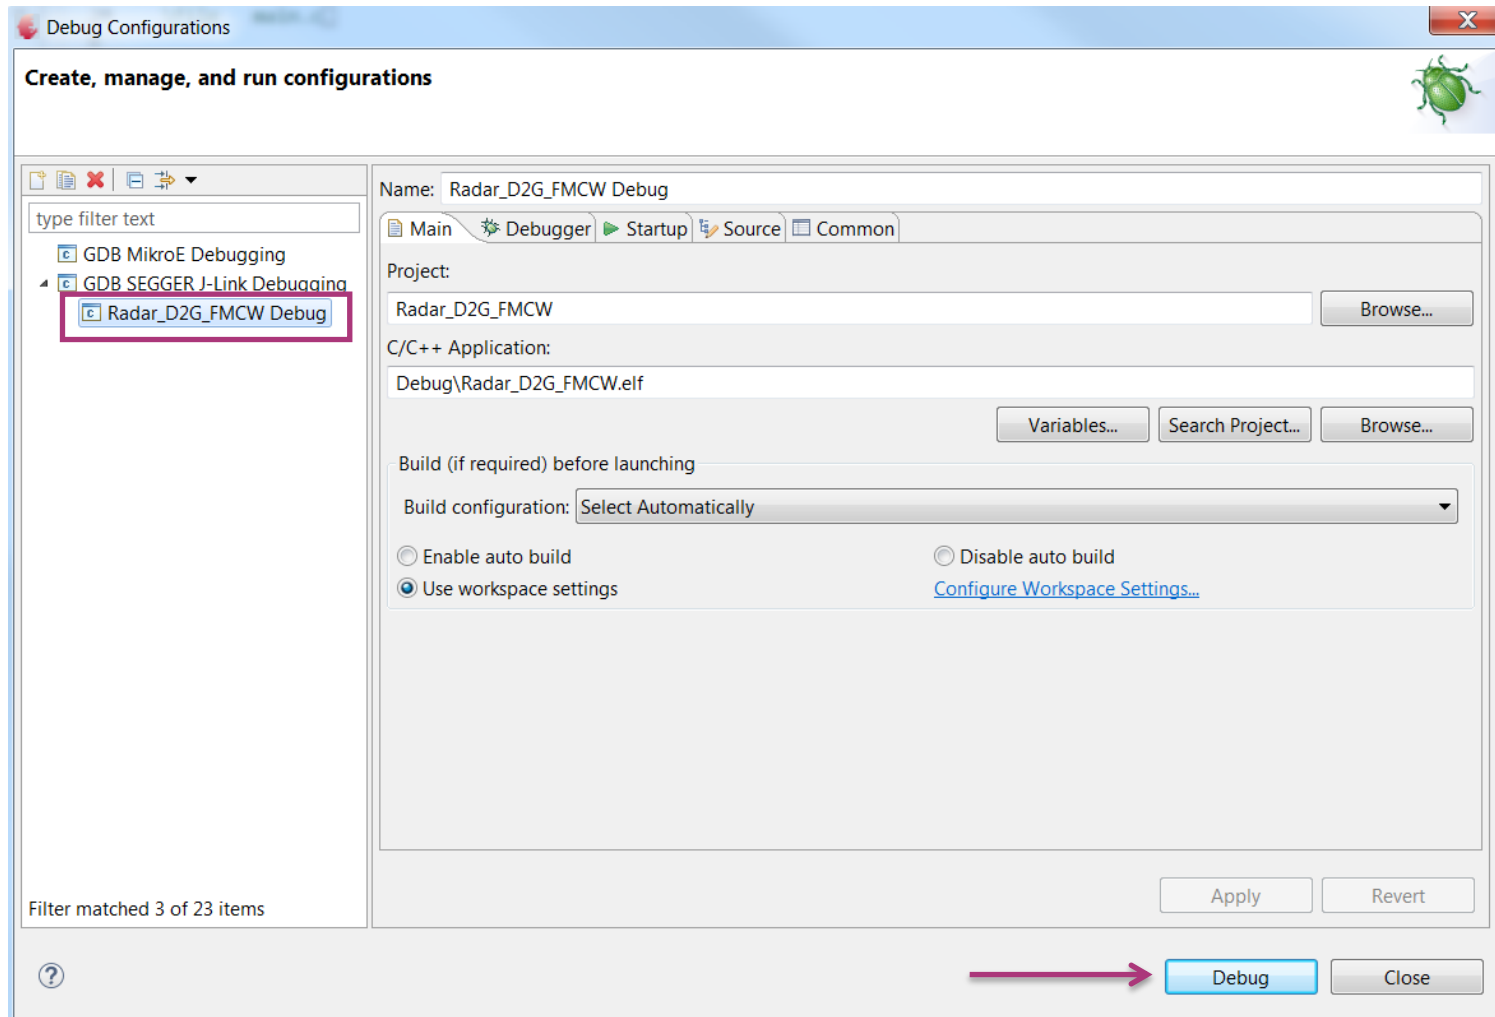 Debug Configurations
Create, manage, and run configurations
type filter text
GDB MikroE Debugging
GDB SEGGER J-Link Debugging
Radar_D2G_FMCW Debug
Filter matched 3 of 23 items
Name: Radar_D2G_FMCW Debug
Main Debugger Startup Source Common
Project:
Radar_D2G_FMCW Browse...
C/C++ Application:
Debug\Radar_D2G_FMCW.elf
Variables... Search Project... Browse...
Build (if required) before launching
Build configuration: Select Automatically
Enable auto build Disable auto build
Use workspace settings Configure Workspace Settings...
Apply Revert
Debug Close